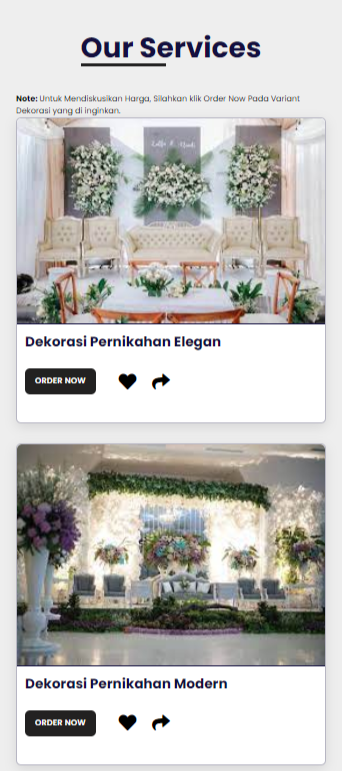 Our Services
Note: Untuk Mendiskusikan Harga, Silahkan klik Order Now Pada Variant
Dekorasi yang di inginkan.
Dekorasi Pernikahan Elegan
ORDER NOW
Dekorasi Pernikahan Modern
ORDER NOW